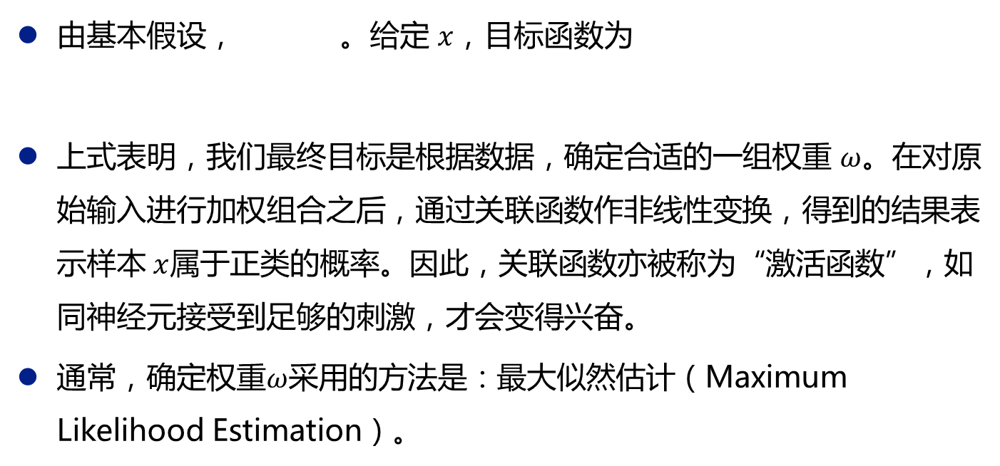 ● 由基本假设， 。给定 x，目标函数为
● 上式表明，我们最终目标是根据数据，确定合适的一组权重 ω。在对原
始输入进行加权组合之后，通过关联函数作非线性变换，得到的结果表
示样本 x属于正类的概率。因此，关联函数亦被称为“激活函数”，如
同神经元接受到足够的刺激，才会变得兴奋。
● 通常，确定权重ω采用的方法是：最大似然估计（Maximum
Likelihood Estimation）。